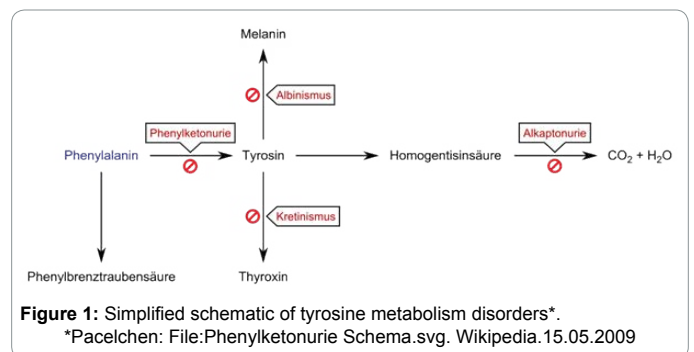 Melanin
Albinismus
Phenylketonurie
Alkaptonurie
Phenylalanin
Tyrosin
Homogentisinsäure
CO₂ + H₂O
Kretinismus
Phenylbrenztraubensäure
Thyroxin
Figure 1: Simplified schematic of tyrosine metabolism disorders*.
*Pacelchen: File:Phenylketonurie Schema.svg. Wikipedia.15.05.2009